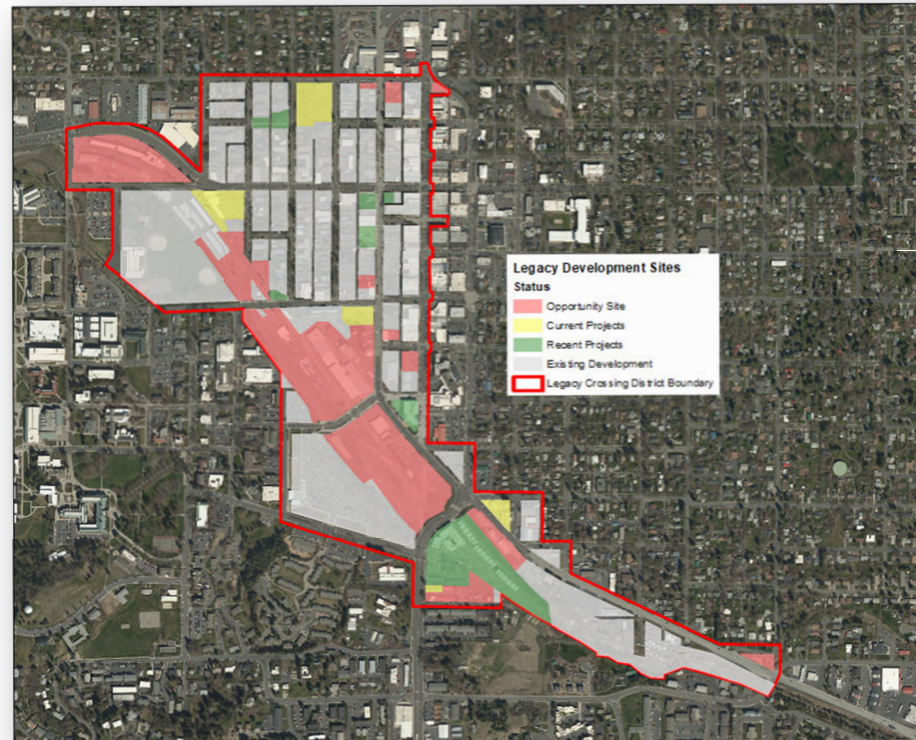 Legacy Development Sites
Status
Opportunity Site
Current Projects
Recent Projects
Existing Development
Legacy Crossing District Boundary